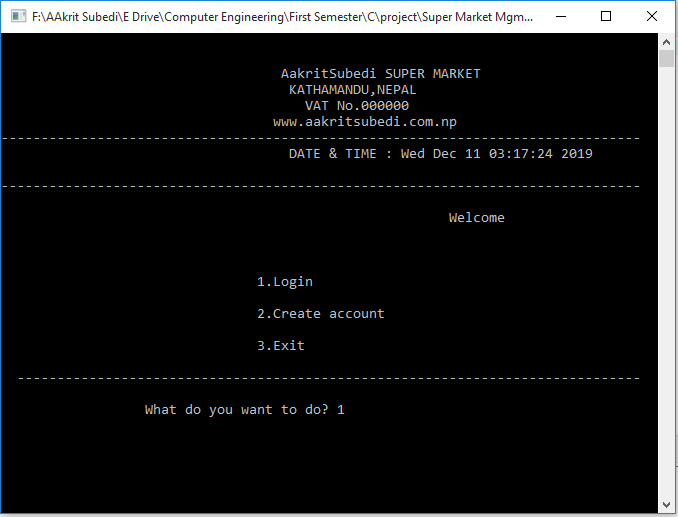 F:\AAkrit Subedi\E Drive\Computer Engineering\First Semester\C\project\Super Market Mgm...
AakritSubedi SUPER MARKET
KATHAMANDU,NEPAL
VAT No.000000
www.aakritsubedi.com.np
--------------------------------------------------------------------------------
DATE & TIME : Wed Dec 11 03:17:24 2019
--------------------------------------------------------------------------------
Welcome
1.Login
2.Create account
3.Exit
------------------------------------------------------------------------------
What do you want to do? 1